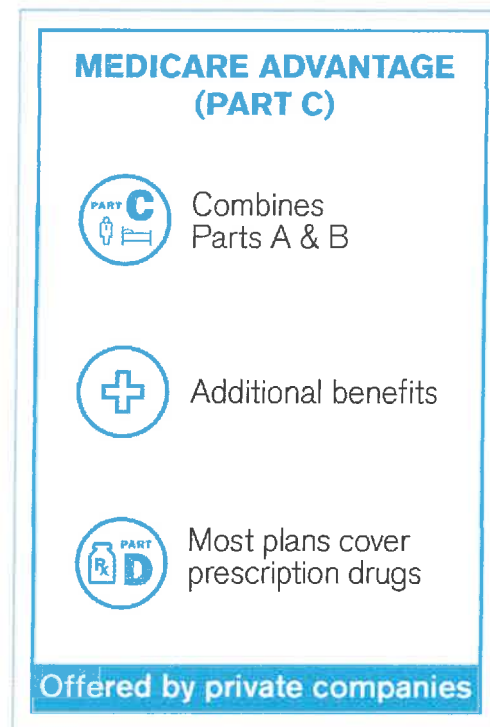 MEDICARE ADVANTAGE
(PART C)
PART C
Combines
Parts A & B
Additional benefits
Rx
PART
D
Most plans cover
prescription drugs
Offered by private companies